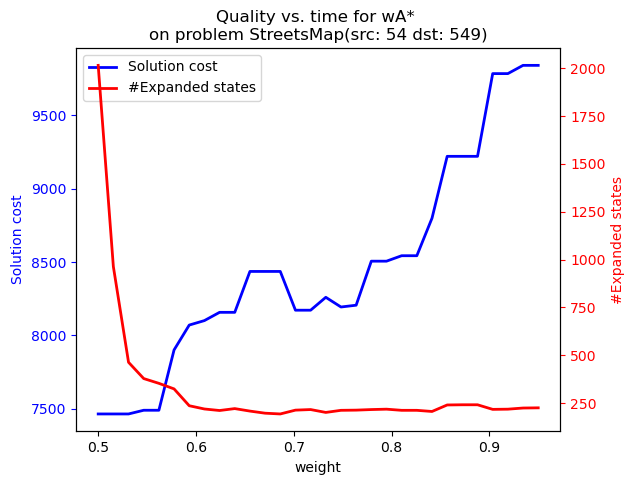 Quality vs. time for wA*
on problem StreetsMap(src: 54 dst: 549)
Solution cost
#Expanded states
Solution cost
9500
9000
8500
8000
7500
2000
1750
1500
1250
1000
750
500
250
#Expanded states
0.5 0.6 0.7 0.8 0.9
weight